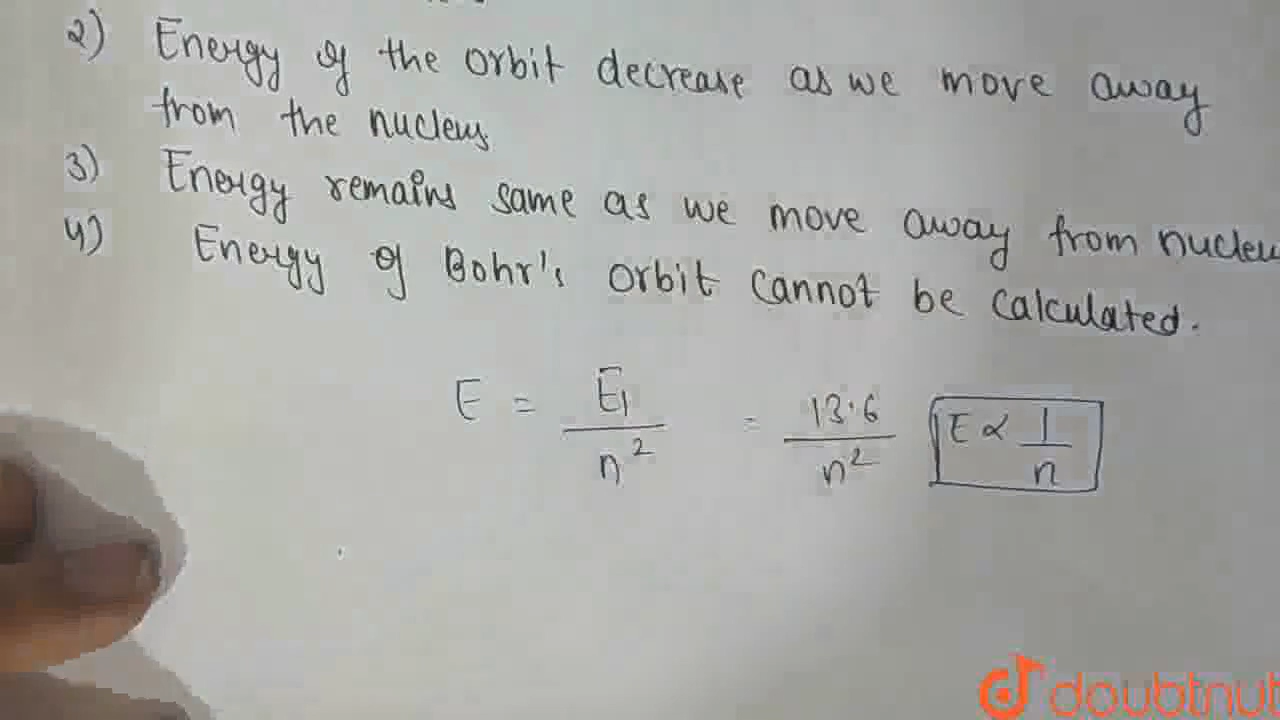 2) Energy of the orbit decrease as we move away
from the nucleus
3) Energy remains same as we move away from nucleu
4) Energy of Bohr's orbit cannot be calculated.
E = E1/n² = 13.6/n² E ∝ 1/n
doubtnut